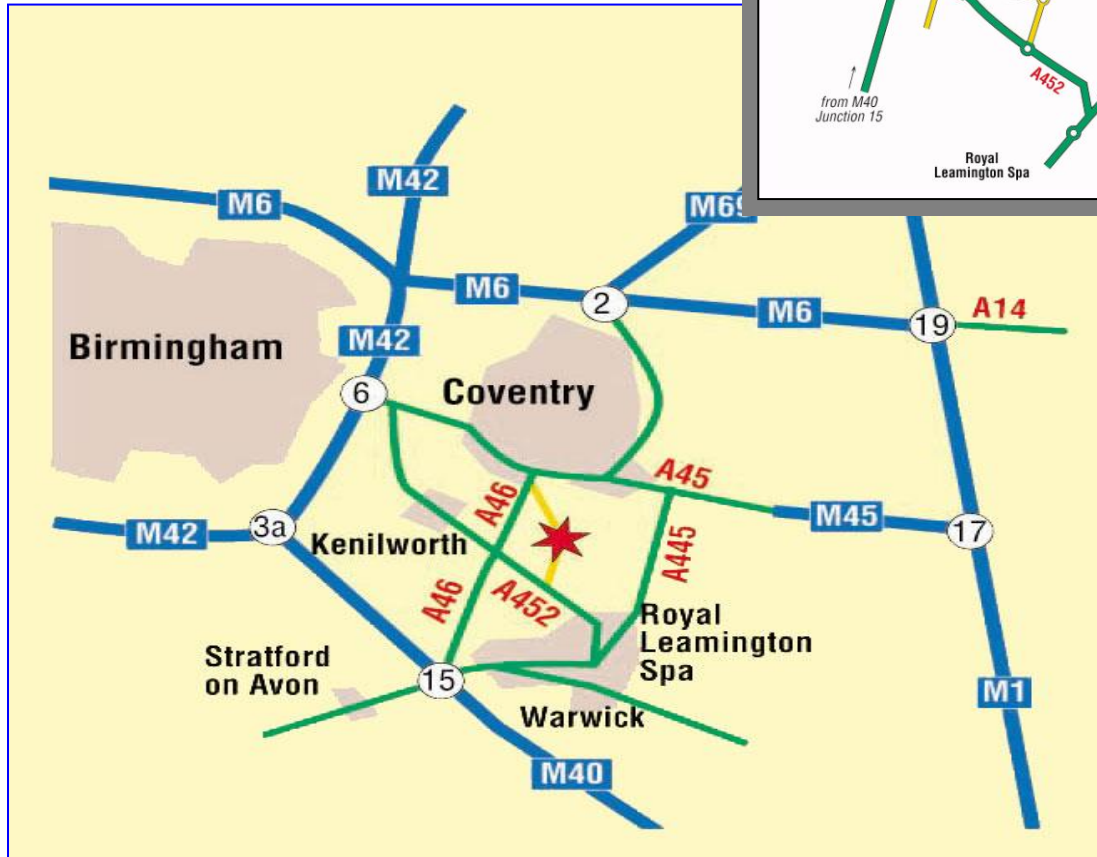 A452
from M40
Junction 15
Royal
Leamington Spa
M42
M6
M69
M6
2
M6
19
A14
Birmingham
M42
6
Coventry
A45
A46
M45
17
M42
3a
Kenilworth
A445
A46
A452
Royal
Leamington
Spa
Stratford
on Avon
15
M1
Warwick
M40